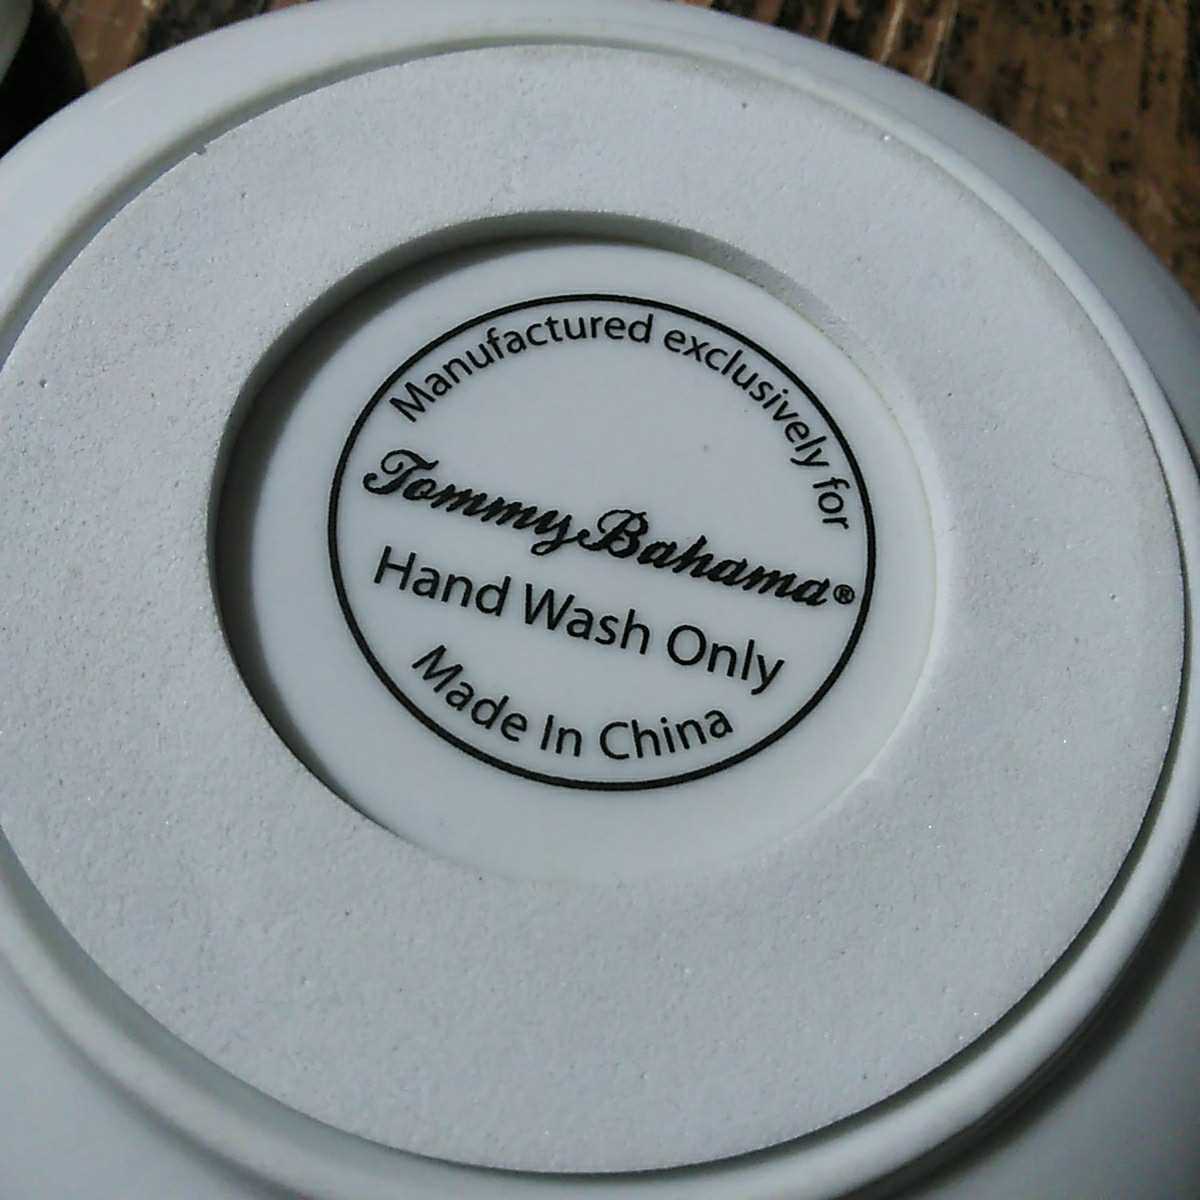 Manufactured exclusively for
Tommy Bahama®
Hand Wash Only
Made In China